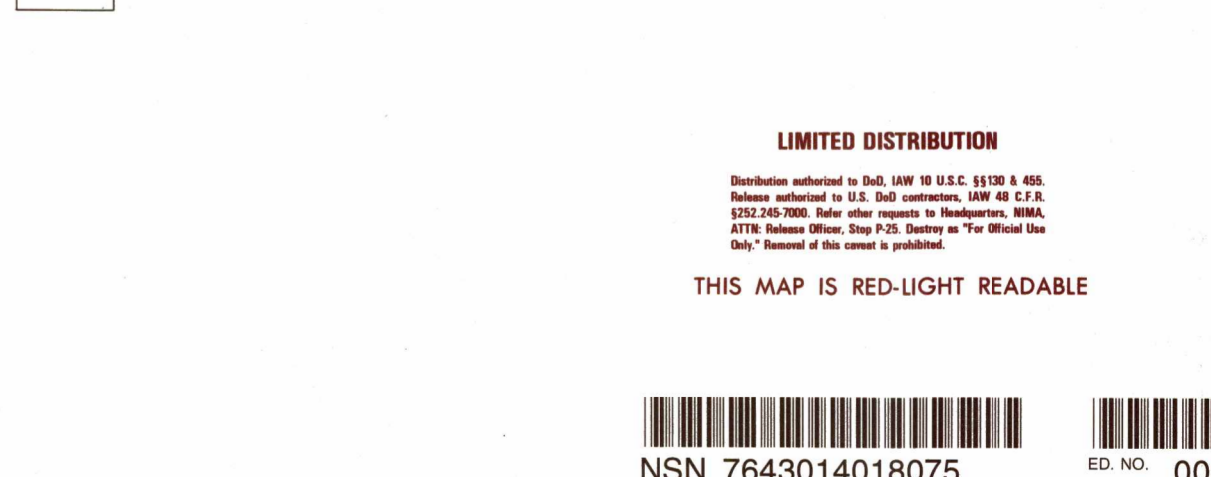 LIMITED DISTRIBUTION
Distribution authorized to DoD, IAW 10 U.S.C. §§130 & 455.
Release authorized to U.S. DoD contractors, IAW 48 C.F.R.
§252.245-7000. Refer other requests to Headquarters, NIMA,
ATTN: Release Officer, Stop P-25. Destroy as "For Official Use
Only." Removal of this caveat is prohibited.
THIS MAP IS RED-LIGHT READABLE
NSN 7643014018075
ED. NO. 00